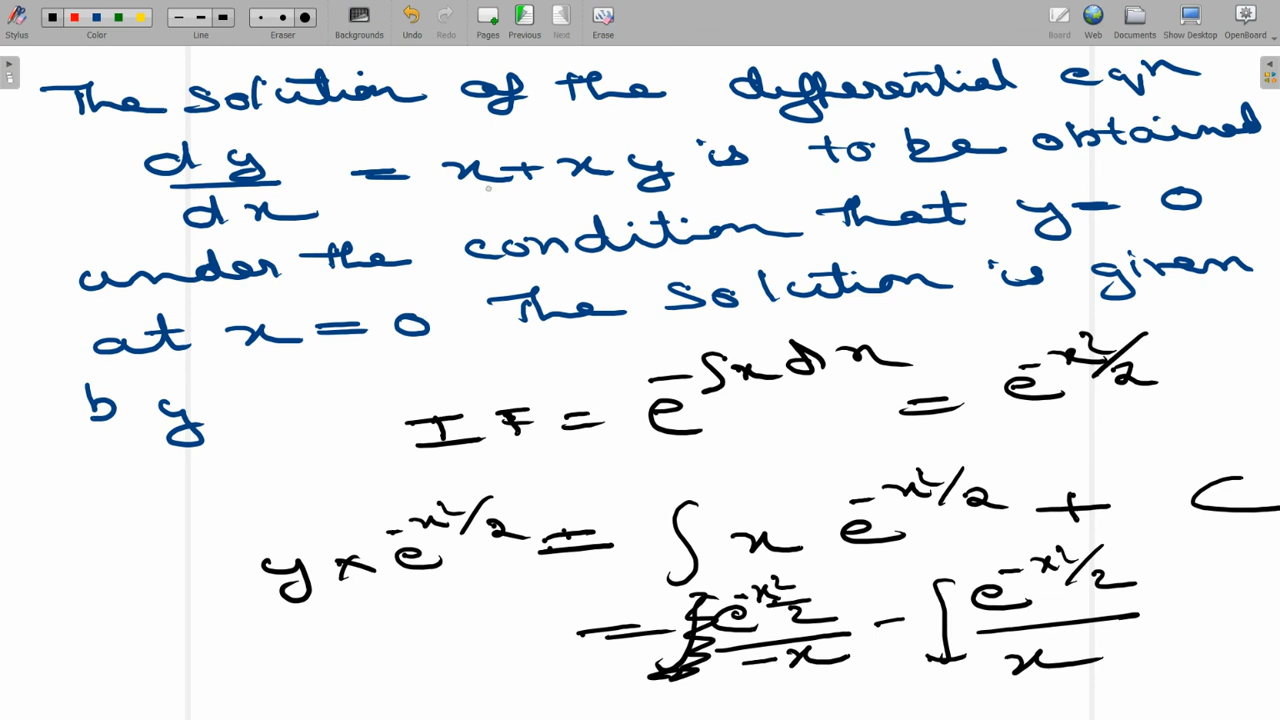 Stylus Color Line Eraser Backgrounds Undo Redo Pages Previous Next Erase Board Web Documents Show Desktop OpenBoard
The solution of the differential eqn
dy/dx = x + xy is to be obtained
under the condition that y = 0
at x = 0 The solution is given
by
IF = e^{-∫x dx} = e^{-x²/2}
y × e^{-x²/2} = ∫ x e^{-x²/2} + C
= e^{-x²/2}/-x - ∫ e^{-x²/2}/x